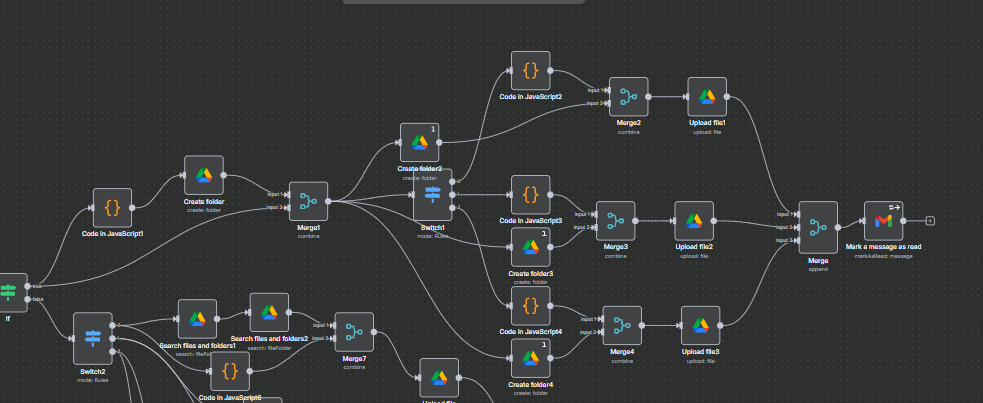 Code in JavaScript2
Input 1
Input 2
Merge2
combine
Upload file1
upload: file
1
Create folder2
create: folder
Create folder
create: folder
Code in JavaScript1
Input 1
Input 2
Merge1
combine
Switch1
mode: Rules
Code in JavaScript3
Input 1
Input 2
Merge3
combine
Upload file2
upload: file
Input 1
Input 2
Input 3
Merge
append
Mark a message as read
markAsRead: message
1
Create folder3
create: folder
true
false
If
Code in JavaScript4
Input 1
Input 2
Merge4
combine
Upload file3
upload: file
1
Create folder4
create: folder
Switch2
mode: Rules
Search files and folders1
Search files and folders2
search: fileFolder
Input 1
Input 2
Merge7
combine
Code in JavaScript6